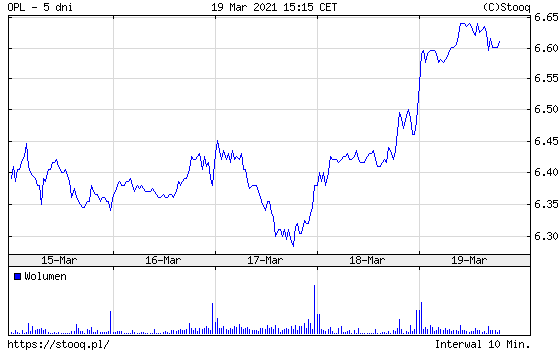 OPL - 5 dni 19 Mar 2021 15:15 CET (C)Stooq
6.65
6.60
6.55
6.50
6.45
6.40
6.35
6.30
15-Mar 16-Mar 17-Mar 18-Mar 19-Mar
Wolumen
https://stooq.pl/ Interwal 10 Min.